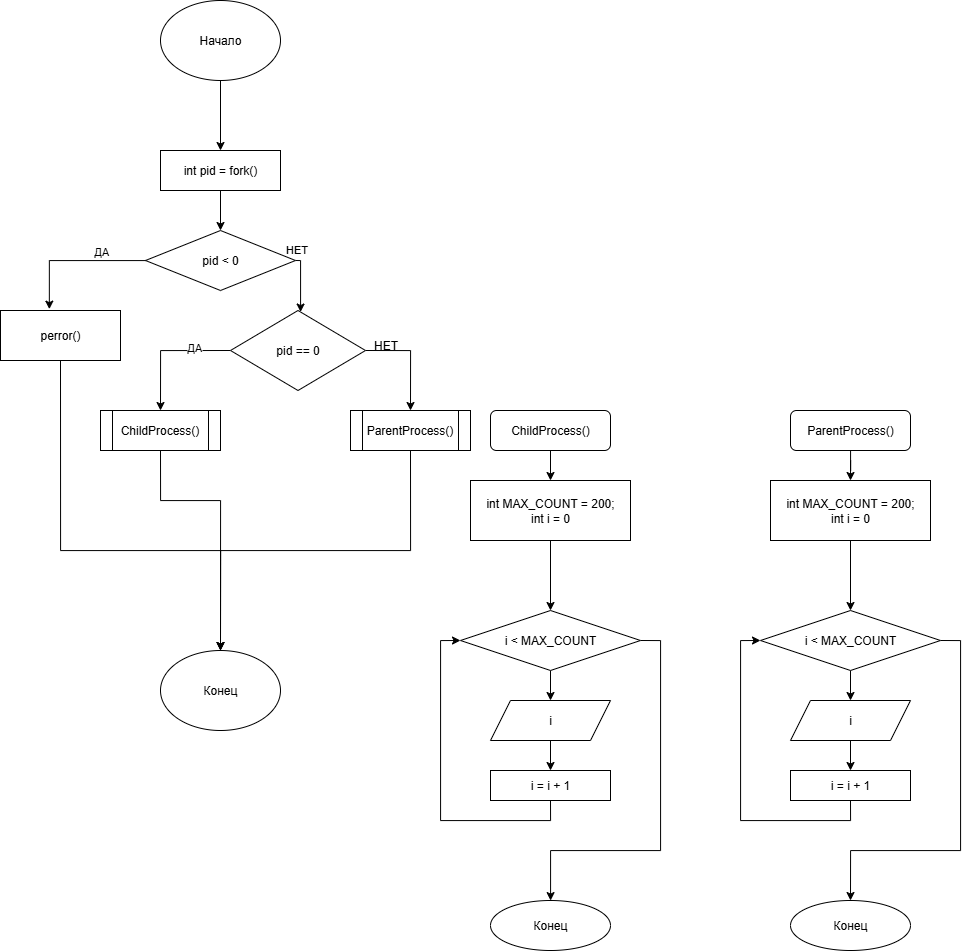 Начало
int pid = fork()
pid < 0
ДА
НЕТ
perror()
pid == 0
ДА
НЕТ
ChildProcess()
ParentProcess()
Конец
ChildProcess()
int MAX_COUNT = 200;
int i = 0
i < MAX_COUNT
i
i = i + 1
Конец
ParentProcess()
int MAX_COUNT = 200;
int i = 0
i < MAX_COUNT
i
i = i + 1
Конец